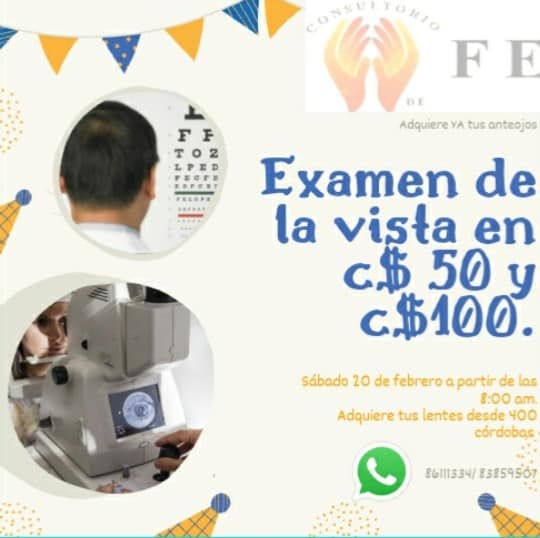 CONSULTORIO
FE
DE
Adquiere YA tus anteojos
F P
T O Z
L P E D
P E C F D
E D F C Z P
F E L O P Z D
Examen de
la vista en
c$ 50 y
c$100.
Sábado 20 de febrero a partir de las
8:00 am.
Adquiere tus lentes desde 400
córdobas
86111334/ 83859507